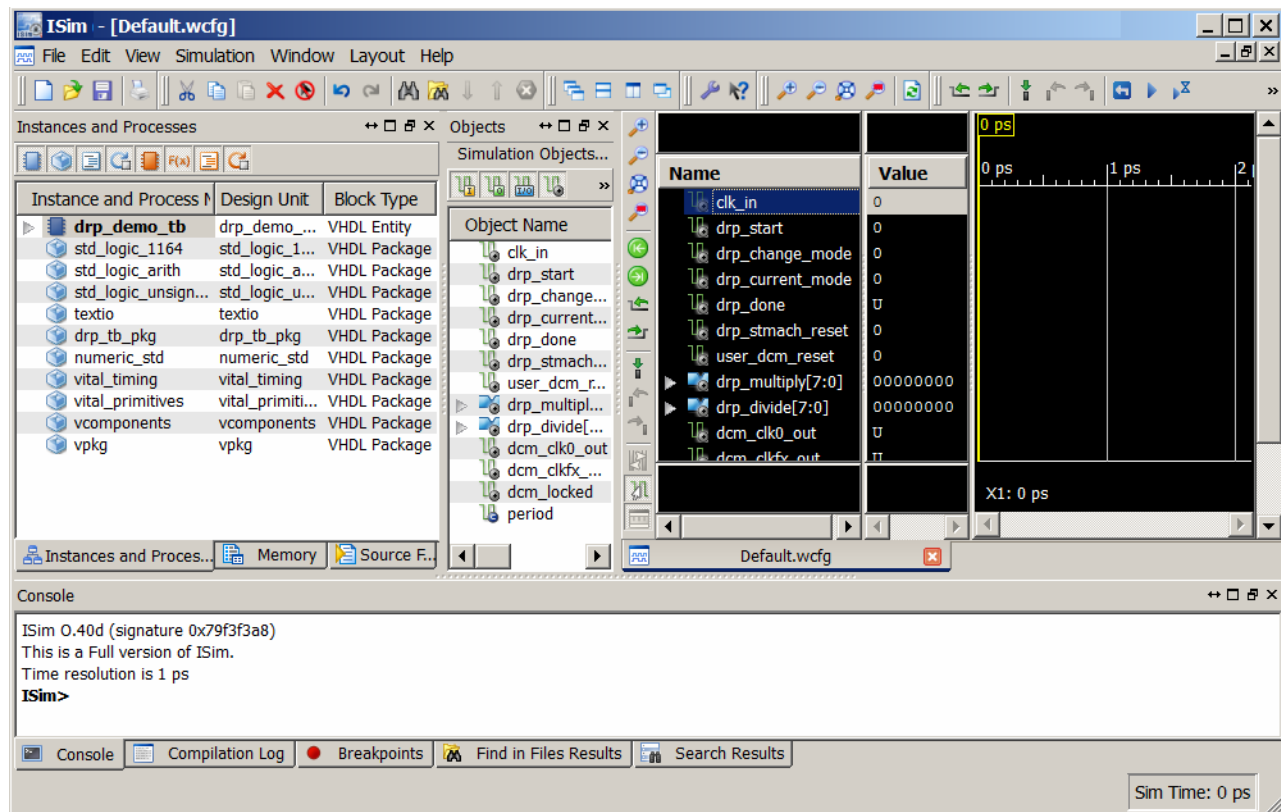 ISim - [Default.wcfg]
File Edit View Simulation Window Layout Help
Instances and Processes
Instance and Process N Design Unit Block Type
drp_demo_tb drp_demo_... VHDL Entity
std_logic_1164 std_logic_1... VHDL Package
std_logic_arith std_logic_a... VHDL Package
std_logic_unsign... std_logic_u... VHDL Package
textio textio VHDL Package
drp_tb_pkg drp_tb_pkg VHDL Package
numeric_std numeric_std VHDL Package
vital_timing vital_timing VHDL Package
vital_primitives vital_primiti... VHDL Package
vcomponents vcomponents VHDL Package
vpkg vpkg VHDL Package
Instances and Proces... Memory Source F...
Objects
Simulation Objects...
Object Name
clk_in
drp_start
drp_change...
drp_current...
drp_done
drp_stmach...
user_dcm_r...
drp_multipl...
drp_divide[...
dcm_clk0_out
dcm_clkfx_...
dcm_locked
period
Name Value
clk_in 0
drp_start 0
drp_change_mode 0
drp_current_mode 0
drp_done U
drp_stmach_reset 0
user_dcm_reset 0
drp_multiply[7:0] 00000000
drp_divide[7:0] 00000000
dcm_clk0_out U
dcm_clkfx_out U
0 ps
0 ps 1 ps 2
X1: 0 ps
Default.wcfg
Console
ISim O.40d (signature 0x79f3f3a8)
This is a Full version of ISim.
Time resolution is 1 ps
ISim>
Console Compilation Log Breakpoints Find in Files Results Search Results
Sim Time: 0 ps